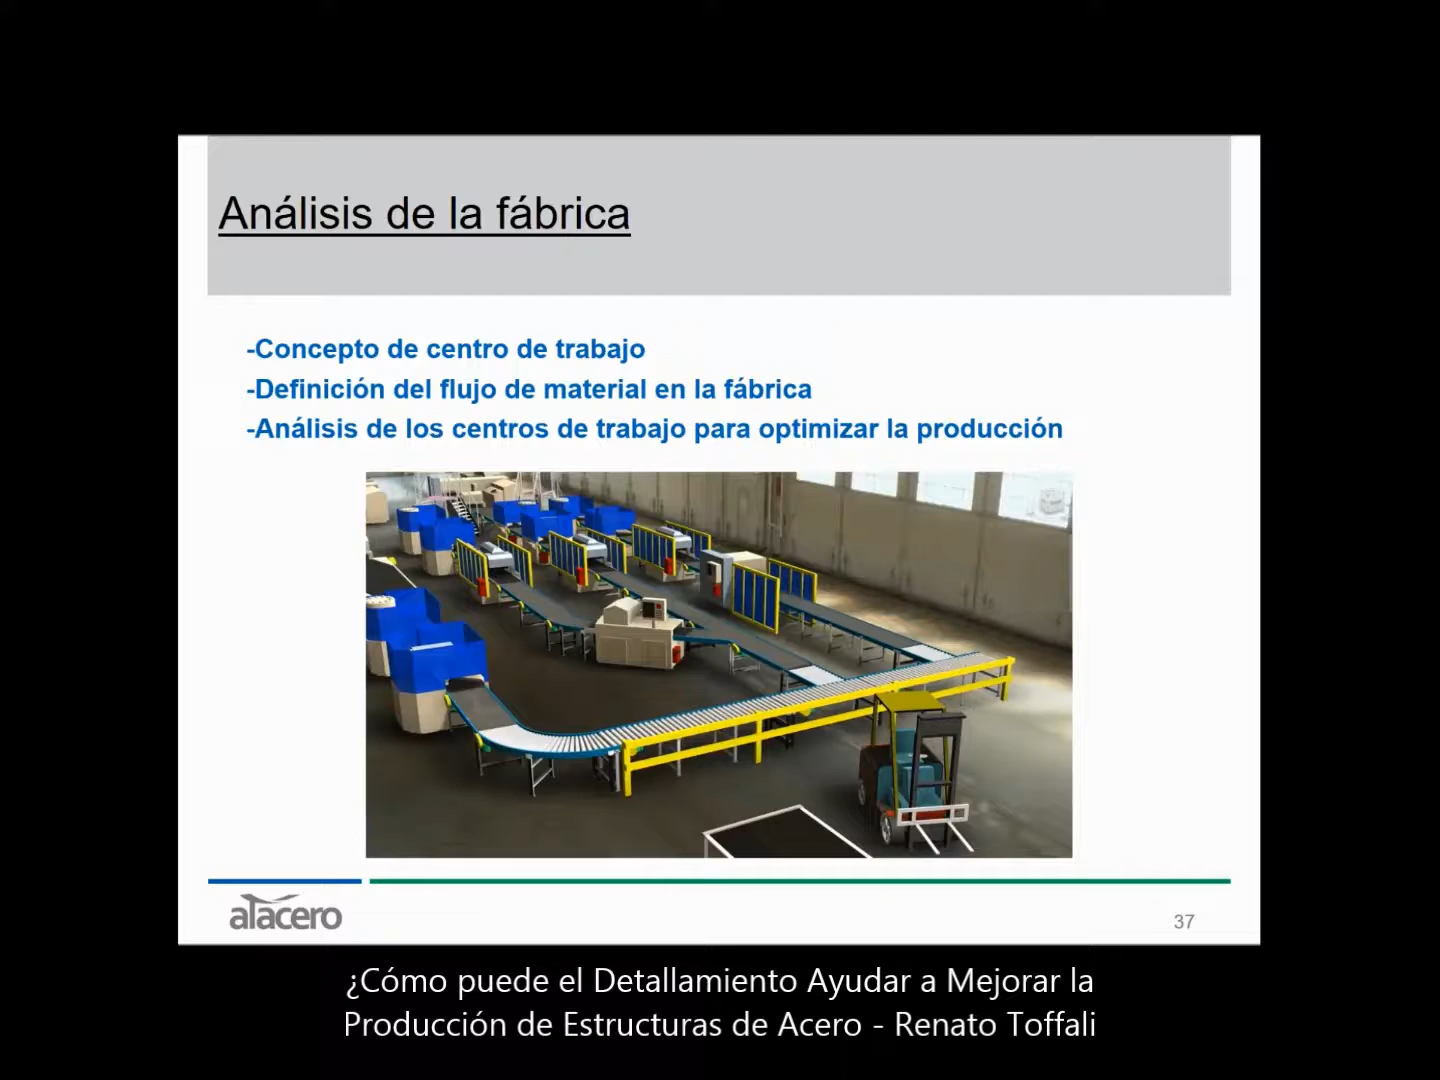 Análisis de la fábrica
-Concepto de centro de trabajo
-Definición del flujo de material en la fábrica
-Análisis de los centros de trabajo para optimizar la producción
alacero
37
¿Cómo puede el Detallamiento Ayudar a Mejorar la
Producción de Estructuras de Acero - Renato Toffali